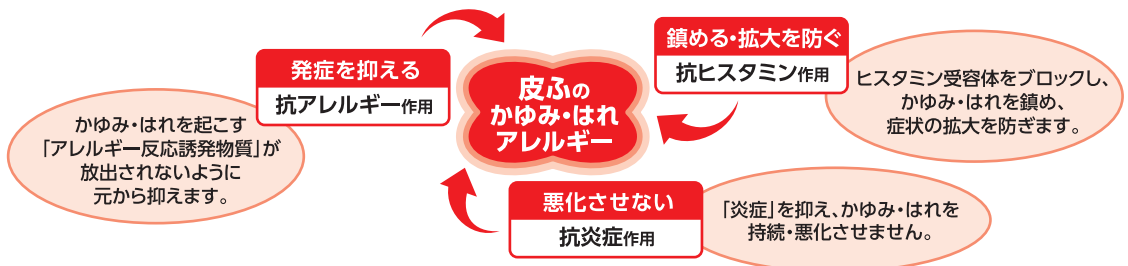 発症を抑える
抗アレルギー作用
かゆみ・はれを起こす
「アレルギー反応誘発物質」が
放出されないように
元から抑えます。
皮ふの
かゆみ・はれ
アレルギー
鎮める・拡大を防ぐ
抗ヒスタミン作用
ヒスタミン受容体をブロックし、
かゆみ・はれを鎮め、
症状の拡大を防ぎます。
悪化させない
抗炎症作用
「炎症」を抑え、かゆみ・はれを
持続・悪化させません。